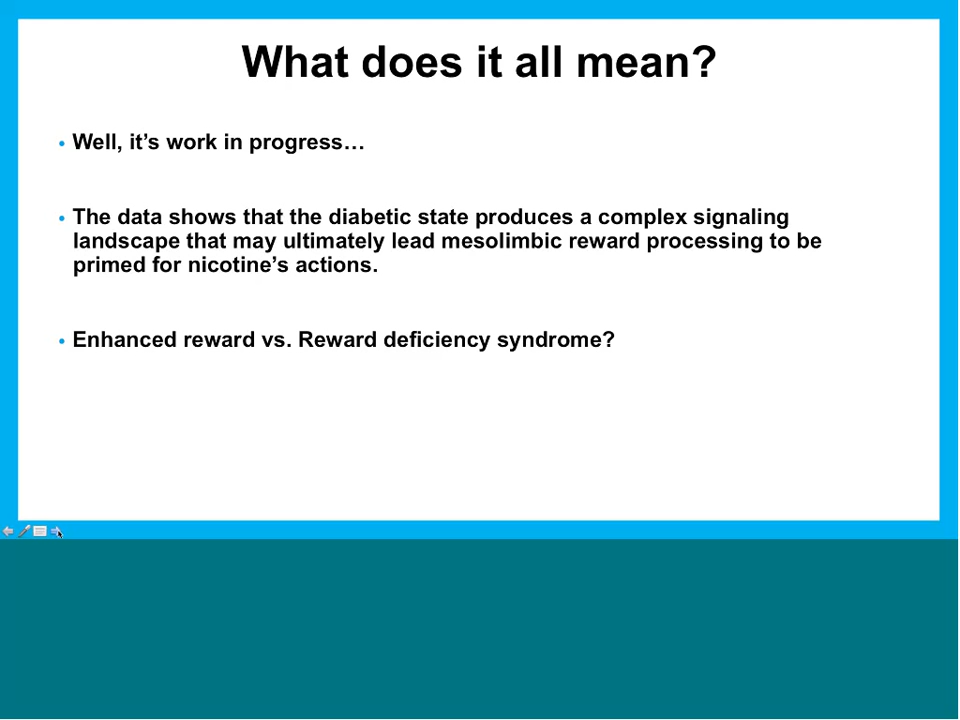 What does it all mean?
• Well, it’s work in progress…
• The data shows that the diabetic state produces a complex signaling
landscape that may ultimately lead mesolimbic reward processing to be
primed for nicotine’s actions.
• Enhanced reward vs. Reward deficiency syndrome?